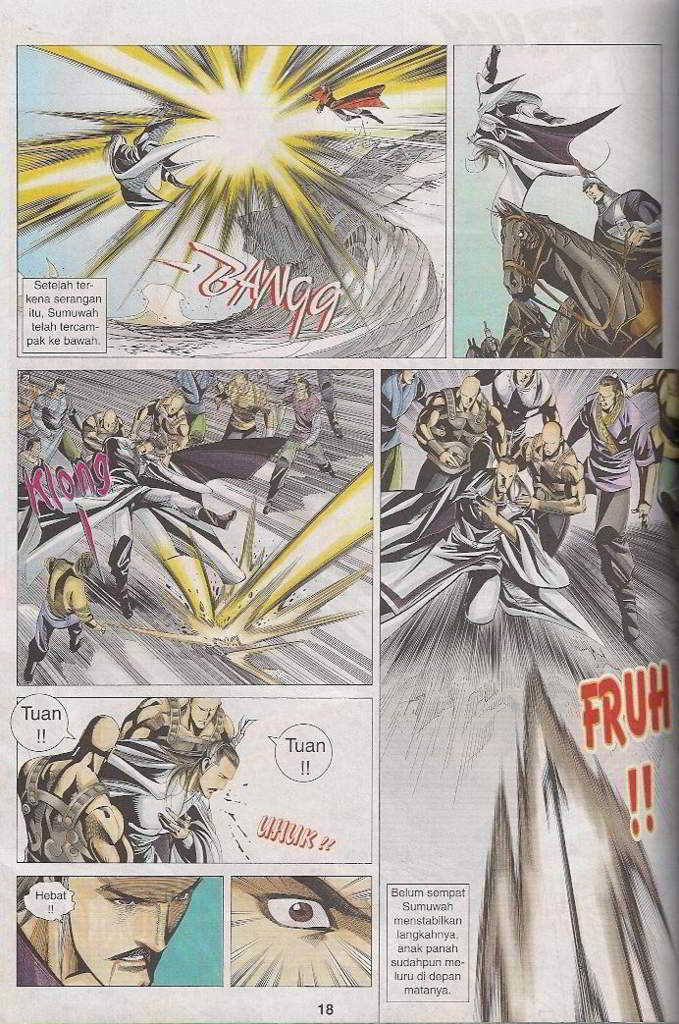 BANGG
Setelah ter-
kena serangan
itu, Sumuwah
telah tercam-
pak ke bawah.
Klong
!
FRUH
!!
Tuan
!!
Tuan
!!
UHUK !!
Hebat
!!
Belum sempat
Sumuwah
menstabilkan
langkahnya,
anak panah
sudahpun me-
luru di depan
matanya.
18